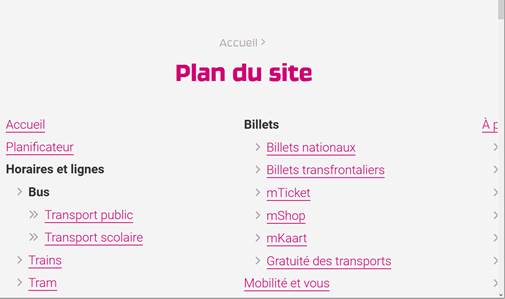 Accueil
Plan du site
Accueil
Planificateur
Horaires et lignes
Bus
Transport public
Transport scolaire
Trains
Tram
Billets
Billets nationaux
Billets transfrontaliers
mTicket
mShop
mKaart
Gratuité des transports
Mobilité et vous
À